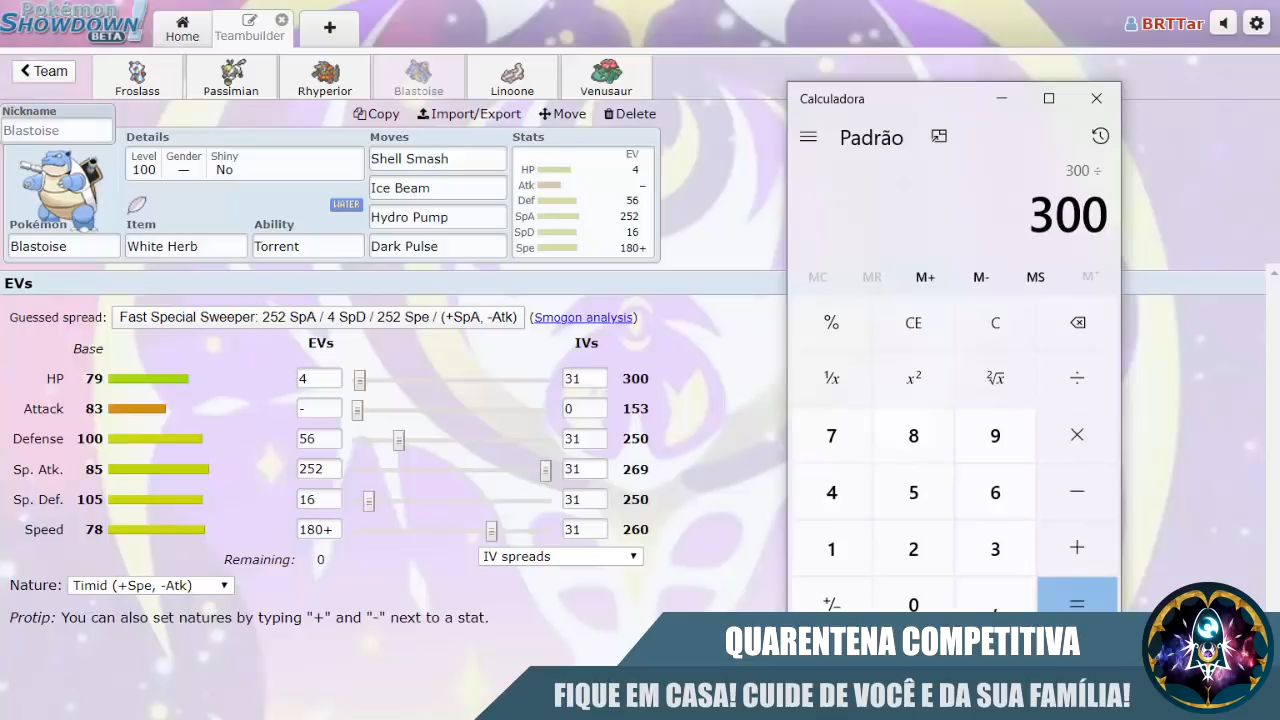 Pokémon
SHOWDOWN!
BETA
Home
Teambuilder
+
BRTTar
Team
Froslass
Passimian
Rhyperior
Blastoise
Linoone
Venusaur
Nickname
Blastoise
Copy
Import/Export
Move
Delete
Details
Level
100
Gender
—
Shiny
No
WATER
Pokémon
Blastoise
Item
White Herb
Ability
Torrent
Moves
Shell Smash
Ice Beam
Hydro Pump
Dark Pulse
Stats
EV
HP 4
Atk –
Def 56
SpA 252
SpD 16
Spe 180+
EVs
Guessed spread: Fast Special Sweeper: 252 SpA / 4 SpD / 252 Spe / (+SpA, -Atk) (Smogon analysis)
Base EVs IVs
HP 79 4 31 300
Attack 83 - 0 153
Defense 100 56 31 250
Sp. Atk. 85 252 31 269
Sp. Def. 105 16 31 250
Speed 78 180+ 31 260
Remaining: 0
IV spreads
Nature: Timid (+Spe, -Atk)
Protip: You can also set natures by typing "+" and "-" next to a stat.
Calculadora
Padrão
300 ÷
300
MC MR M+ M- MS M˅
% CE C
¹/x x² ²√x ÷
7 8 9 ×
4 5 6 −
1 2 3 +
+/− 0 , =
QUARENTENA COMPETITIVA
FIQUE EM CASA! CUIDE DE VOCÊ E DA SUA FAMÍLIA!